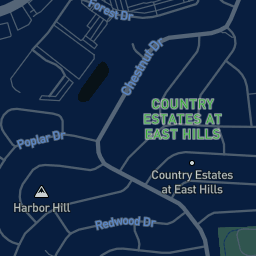 Forest Dr
Chestnut Dr
COUNTRY
ESTATES AT
EAST HILLS
Poplar Dr
Country Estates
at East Hills
Harbor Hill
Redwood Dr